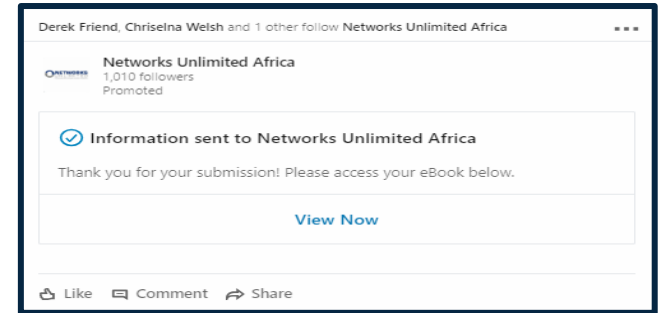 Derek Friend, Chriselna Welsh and 1 other follow Networks Unlimited Africa
NETWORKS
Networks Unlimited Africa
1,010 followers
Promoted
Information sent to Networks Unlimited Africa
Thank you for your submission! Please access your eBook below.
View Now
Like Comment Share